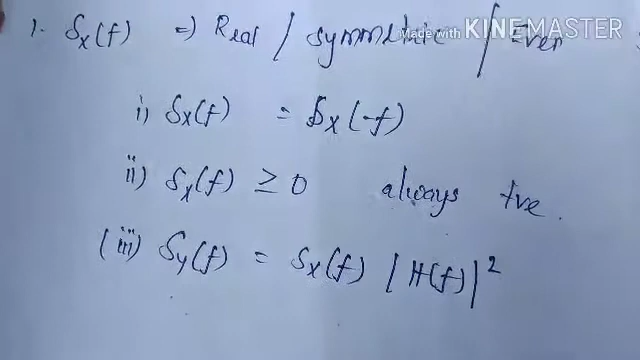 1. Sx(f) => Real / symmetric / Even
Made with KINEMASTER
i) Sx(f) = Sx(-f)
ii) Sx(f) ≥ 0 always +ve.
(iii) Sy(f) = Sx(f) |H(f)|²